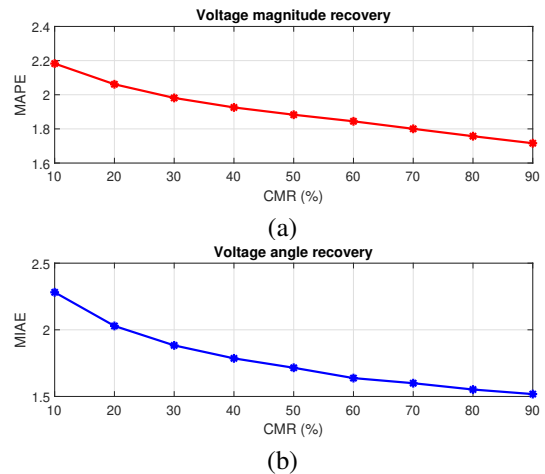 Voltage magnitude recovery
2.4
2.2
2
1.8
1.6
MAPE
10 20 30 40 50 60 70 80 90
CMR (%)
(a)
Voltage angle recovery
2.5
2
1.5
MIAE
10 20 30 40 50 60 70 80 90
CMR (%)
(b)